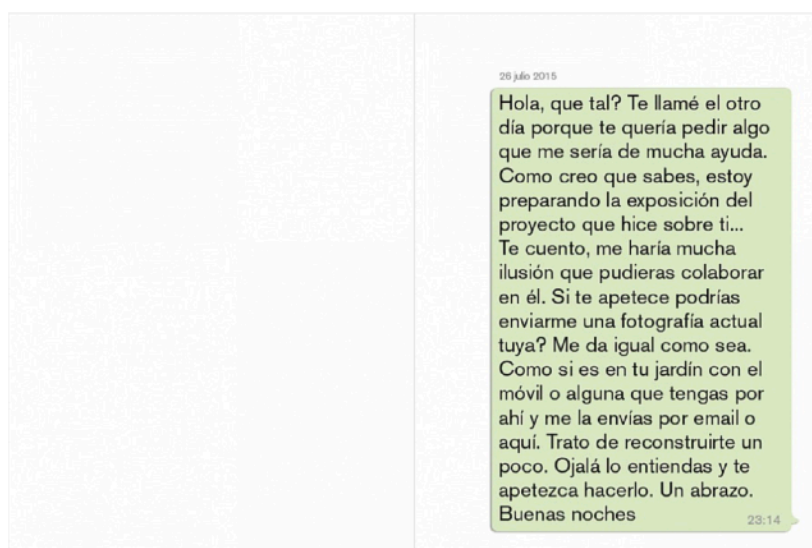 26 julio 2015
Hola, que tal? Te llamé el otro
día porque te quería pedir algo
que me sería de mucha ayuda.
Como creo que sabes, estoy
preparando la exposición del
proyecto que hice sobre ti...
Te cuento, me haría mucha
ilusión que pudieras colaborar
en él. Si te apetece podrías
enviarme una fotografía actual
tuya? Me da igual como sea.
Como si es en tu jardín con el
móvil o alguna que tengas por
ahí y me la envías por email o
aquí. Trato de reconstruirte un
poco. Ojalá lo entiendas y te
apetezca hacerlo. Un abrazo.
Buenas noches
23:14